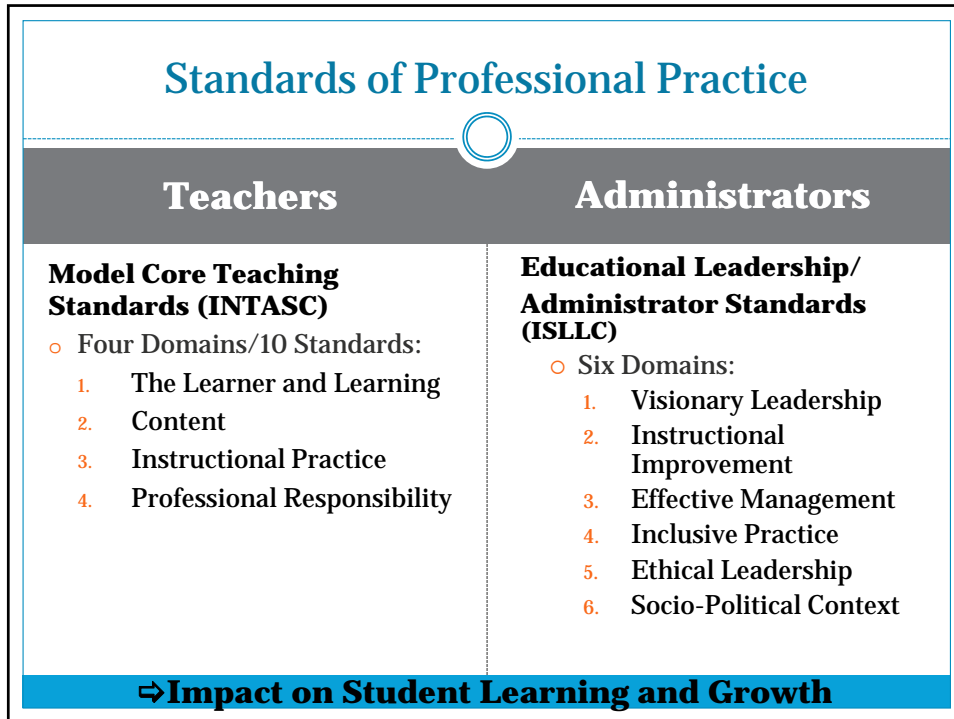 Standards of Professional Practice
Teachers
Model Core Teaching
Standards (INTASC)
o Four Domains/10 Standards:
1. The Learner and Learning
2. Content
3. Instructional Practice
4. Professional Responsibility
Administrators
Educational Leadership/
Administrator Standards
(ISLLC)
o Six Domains:
1. Visionary Leadership
2. Instructional
Improvement
3. Effective Management
4. Inclusive Practice
5. Ethical Leadership
6. Socio-Political Context
⇨Impact on Student Learning and Growth